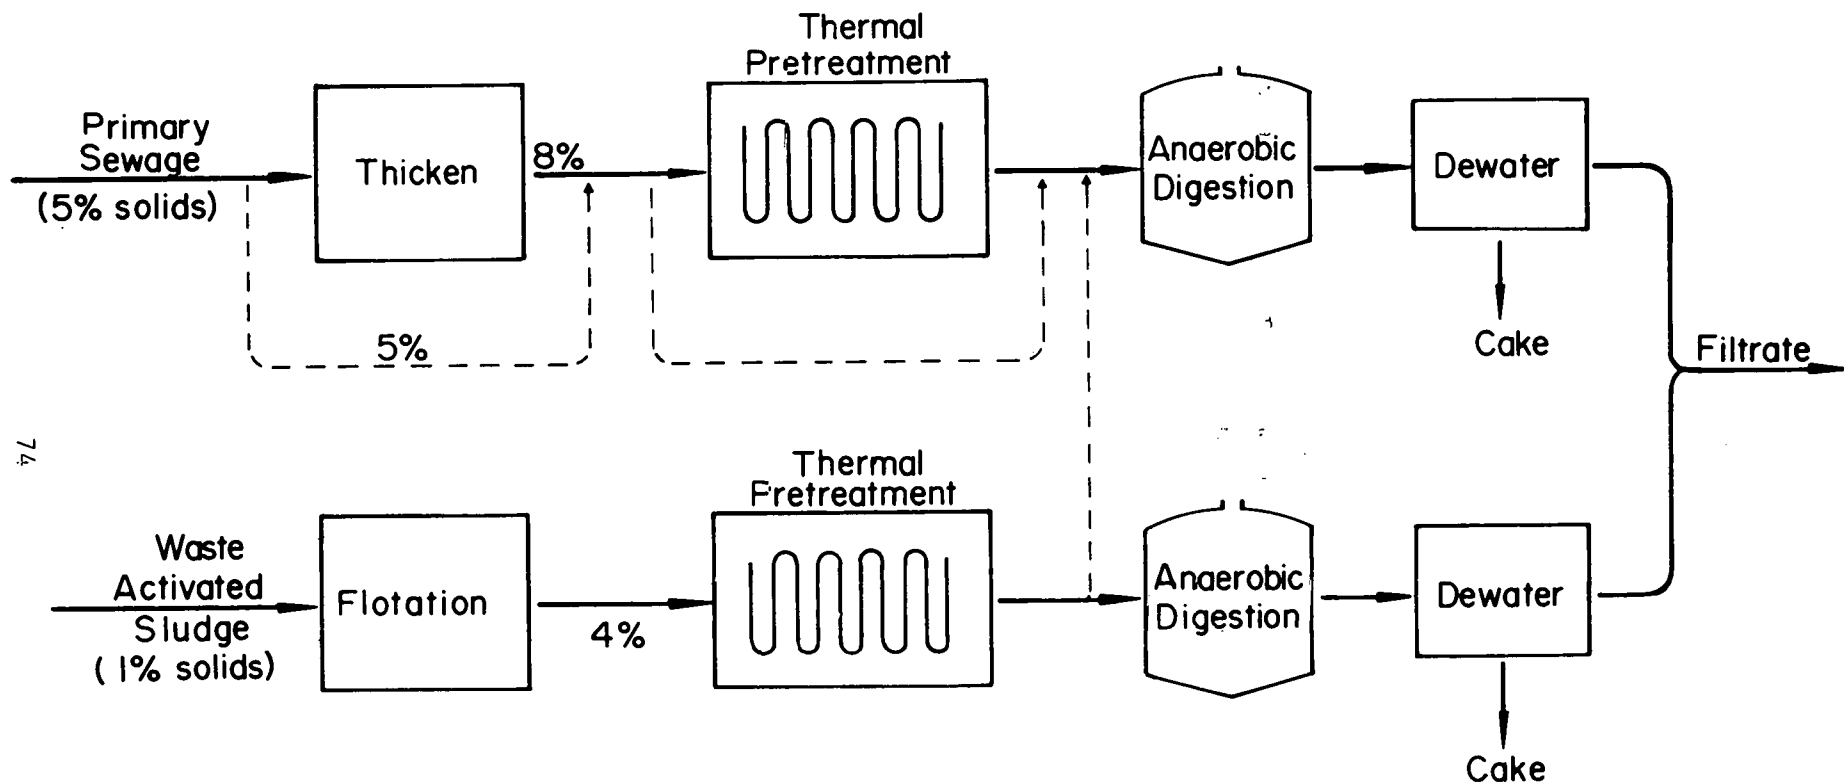 Thermal
Pretreatment
Primary
Sewage
(5% solids)
Thicken
8%
Anaerobic
Digestion
Dewater
5%
Cake
Filtrate
74
Thermal
Pretreatment
Waste
Activated
Sludge
(1% solids)
Flotation
4%
Anaerobic
Digestion
Dewater
Cake